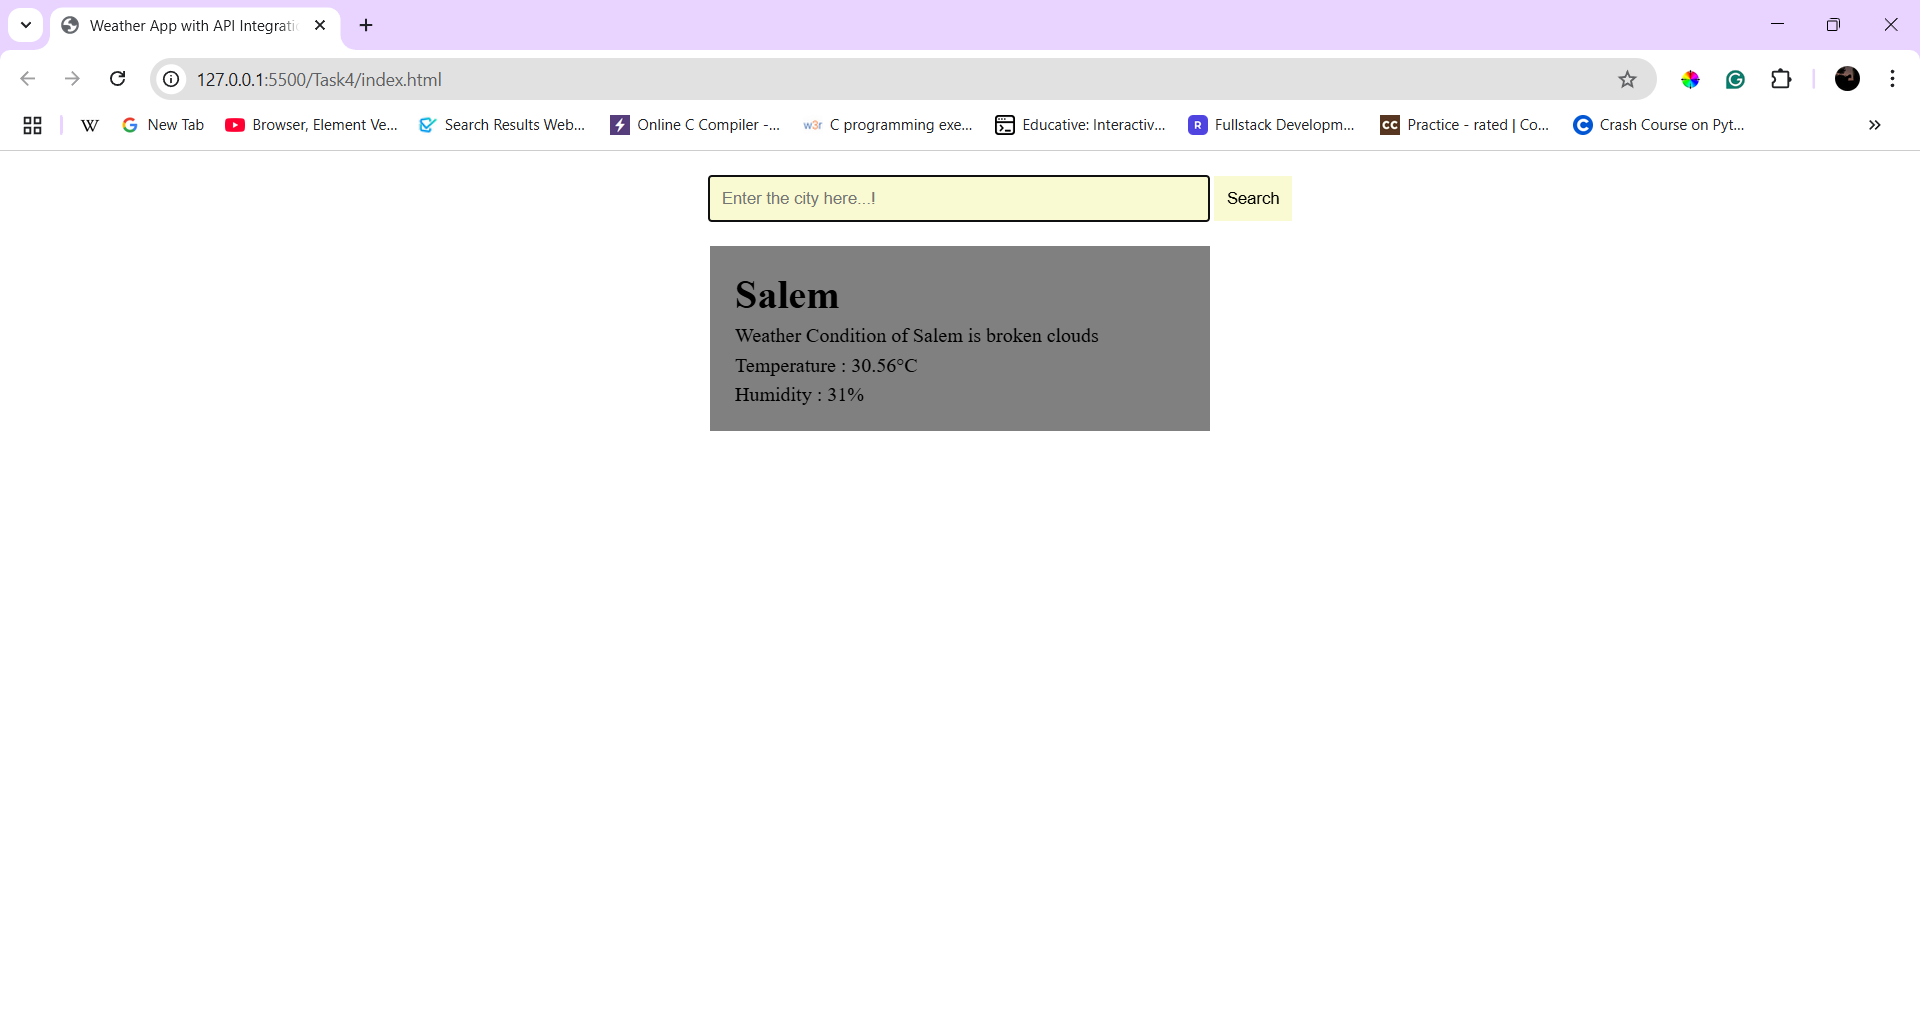 Weather App with API Integrati
127.0.0.1:5500/Task4/index.html
W New Tab Browser, Element Ve... Search Results Web... Online C Compiler -... w3r C programming exe... Educative: Interactiv... R Fullstack Developm... CC Practice - rated | Co... C Crash Course on Pyt...
Enter the city here...! Search
Salem
Weather Condition of Salem is broken clouds
Temperature : 30.56°C
Humidity : 31%